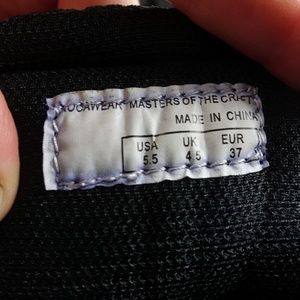 ROCAWEAR MASTERS OF THE CRAFT
MADE IN CHINA
USA UK EUR
5.5 4.5 37